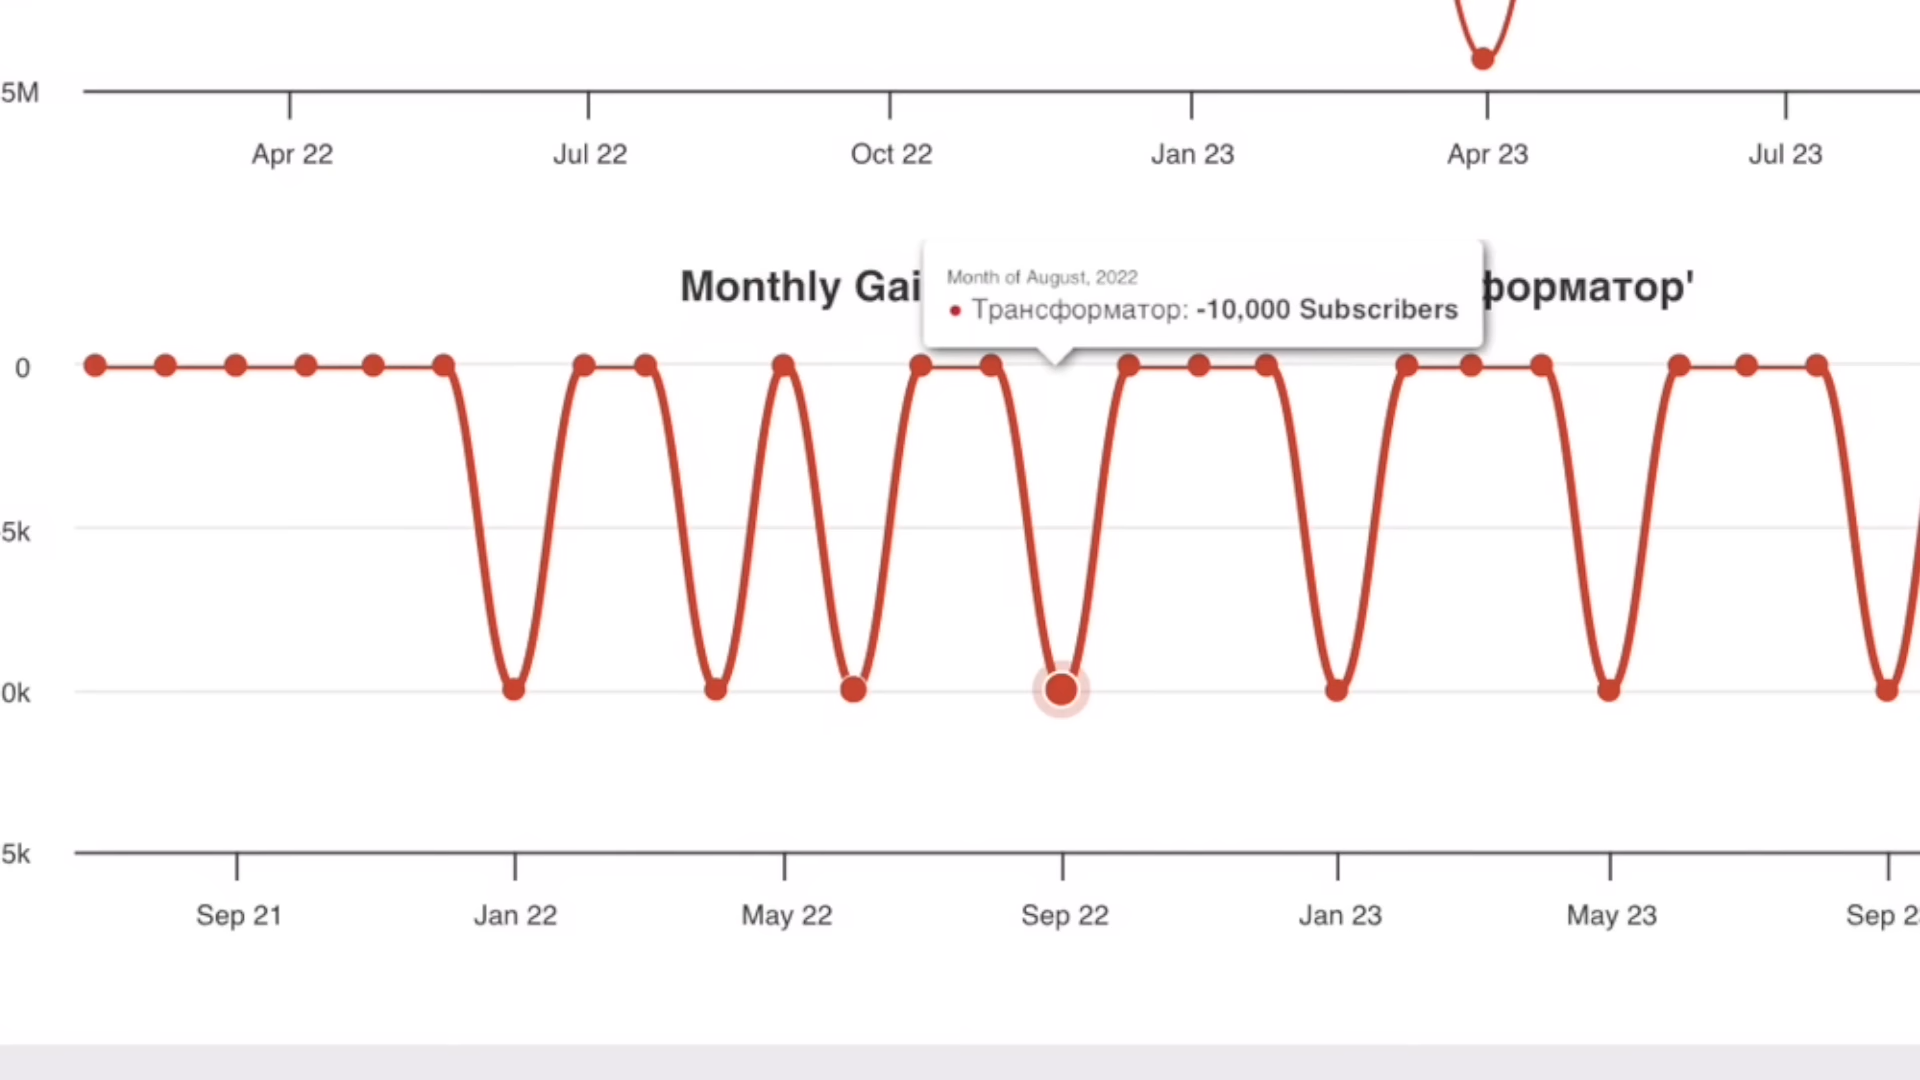 5M
Apr 22 Jul 22 Oct 22 Jan 23 Apr 23 Jul 23
Monthly Gai форматор'
Month of August, 2022
Трансформатор: -10,000 Subscribers
0
5k
0k
5k
Sep 21 Jan 22 May 22 Sep 22 Jan 23 May 23 Sep 2